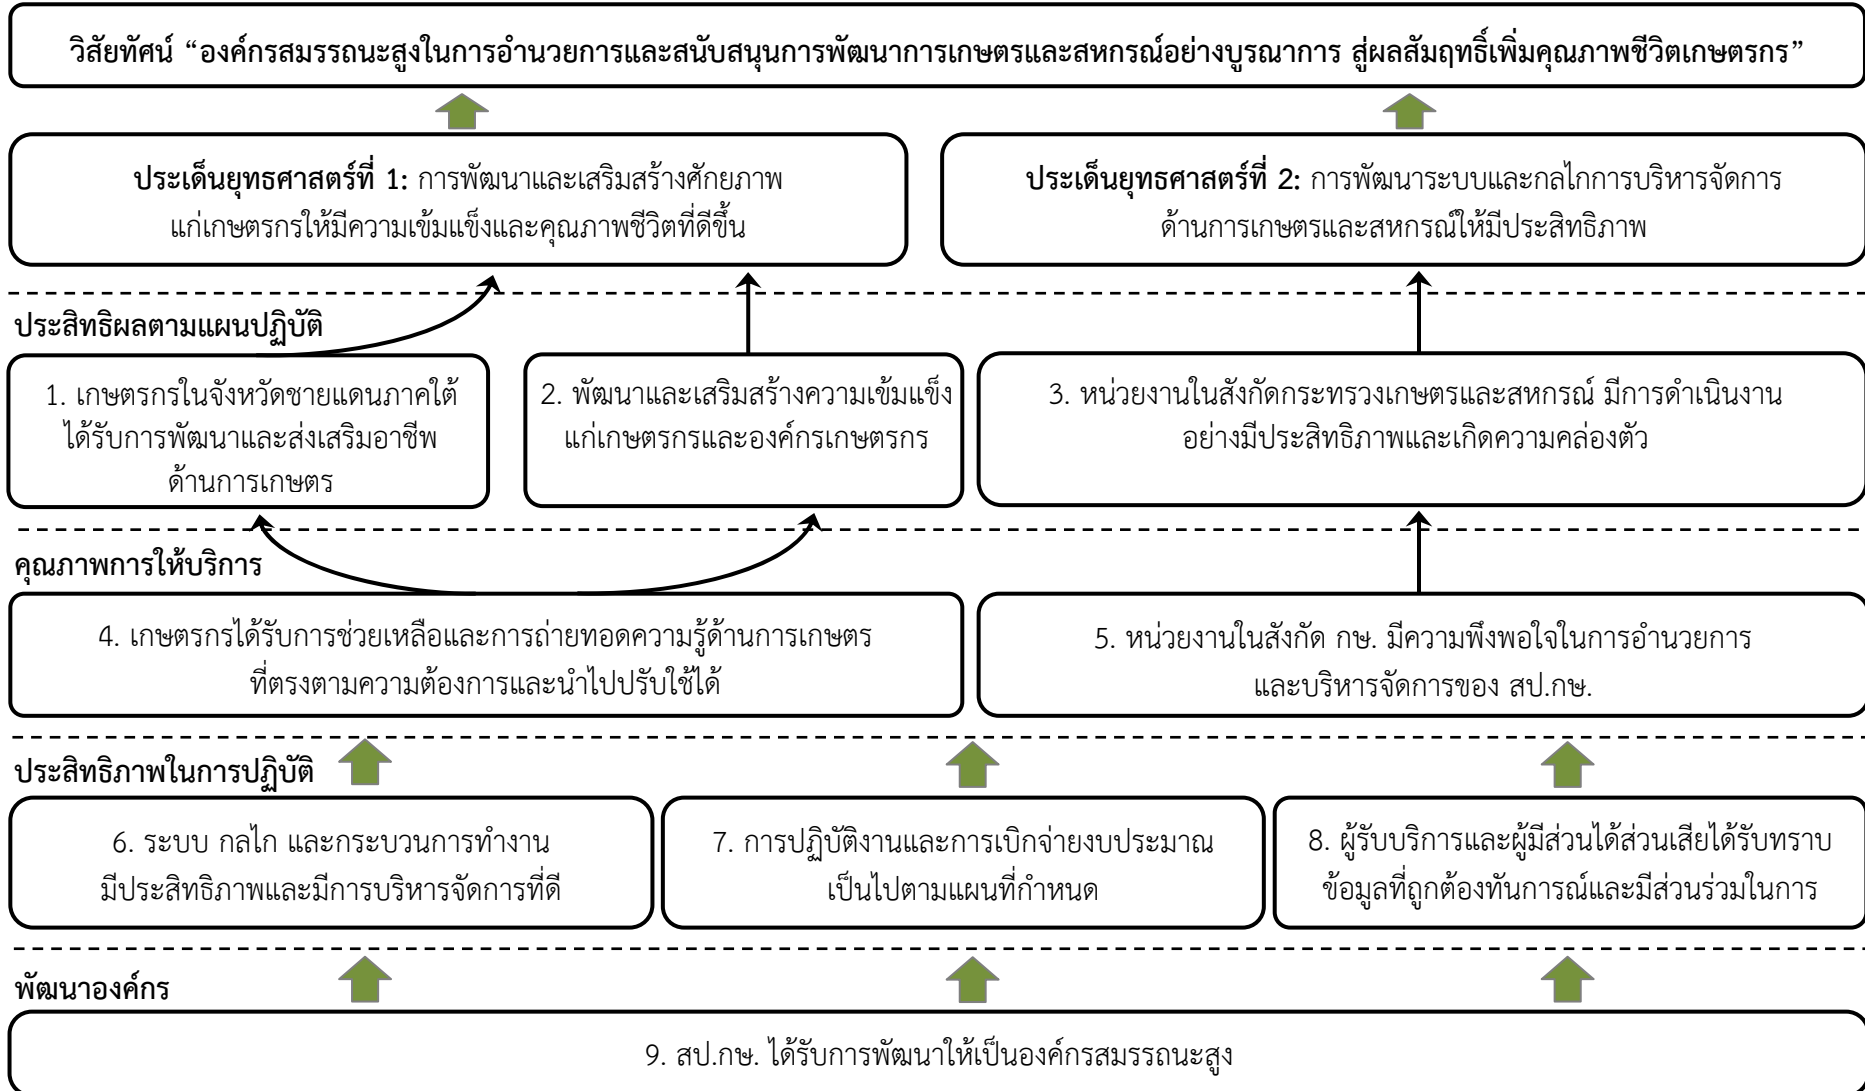 วิสัยทัศน์ “องค์กรสมรรถนะสูงในการอำนวยการและสนับสนุนการพัฒนาการเกษตรและสหกรณ์อย่างบูรณาการ สู่ผลสัมฤทธิ์เพิ่มคุณภาพชีวิตเกษตรกร”
ประเด็นยุทธศาสตร์ที่ 1: การพัฒนาและเสริมสร้างศักยภาพ
แก่เกษตรกรให้มีความเข้มแข็งและคุณภาพชีวิตที่ดีขึ้น
ประเด็นยุทธศาสตร์ที่ 2: การพัฒนาระบบและกลไกการบริหารจัดการ
ด้านการเกษตรและสหกรณ์ให้มีประสิทธิภาพ
ประสิทธิผลตามแผนปฏิบัติ
1. เกษตรกรในจังหวัดชายแดนภาคใต้
ได้รับการพัฒนาและส่งเสริมอาชีพ
ด้านการเกษตร
2. พัฒนาและเสริมสร้างความเข้มแข็ง
แก่เกษตรกรและองค์กรเกษตรกร
3. หน่วยงานในสังกัดกระทรวงเกษตรและสหกรณ์ มีการดำเนินงาน
อย่างมีประสิทธิภาพและเกิดความคล่องตัว
คุณภาพการให้บริการ
4. เกษตรกรได้รับการช่วยเหลือและการถ่ายทอดความรู้ด้านการเกษตร
ที่ตรงตามความต้องการและนำไปปรับใช้ได้
5. หน่วยงานในสังกัด กษ. มีความพึงพอใจในการอำนวยการ
และบริหารจัดการของ สป.กษ.
ประสิทธิภาพในการปฏิบัติ
6. ระบบ กลไก และกระบวนการทำงาน
มีประสิทธิภาพและมีการบริหารจัดการที่ดี
7. การปฏิบัติงานและการเบิกจ่ายงบประมาณ
เป็นไปตามแผนที่กำหนด
8. ผู้รับบริการและผู้มีส่วนได้ส่วนเสียได้รับทราบ
ข้อมูลที่ถูกต้องทันการณ์และมีส่วนร่วมในการ
พัฒนาองค์กร
9. สป.กษ. ได้รับการพัฒนาให้เป็นองค์กรสมรรถนะสูง